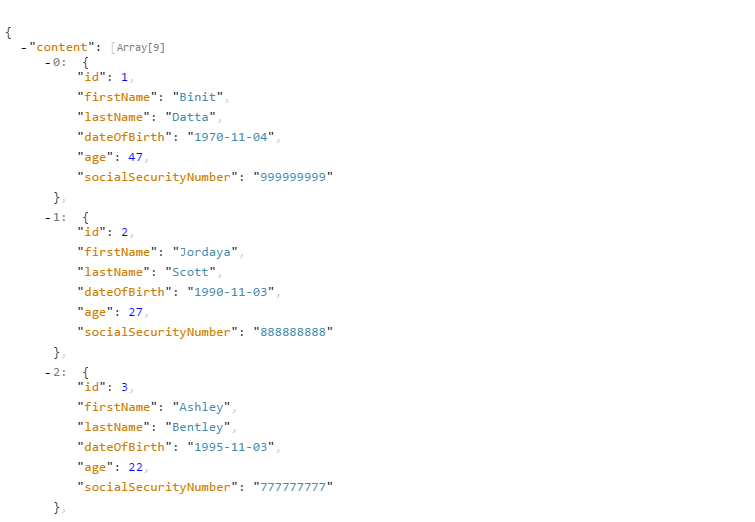 {
-"content": [Array[9]
-0: {
"id": 1,
"firstName": "Binit",
"lastName": "Datta",
"dateOfBirth": "1970-11-04",
"age": 47,
"socialSecurityNumber": "999999999"
},
-1: {
"id": 2,
"firstName": "Jordaya",
"lastName": "Scott",
"dateOfBirth": "1990-11-03",
"age": 27,
"socialSecurityNumber": "888888888"
},
-2: {
"id": 3,
"firstName": "Ashley",
"lastName": "Bentley",
"dateOfBirth": "1995-11-03",
"age": 22,
"socialSecurityNumber": "777777777"
},